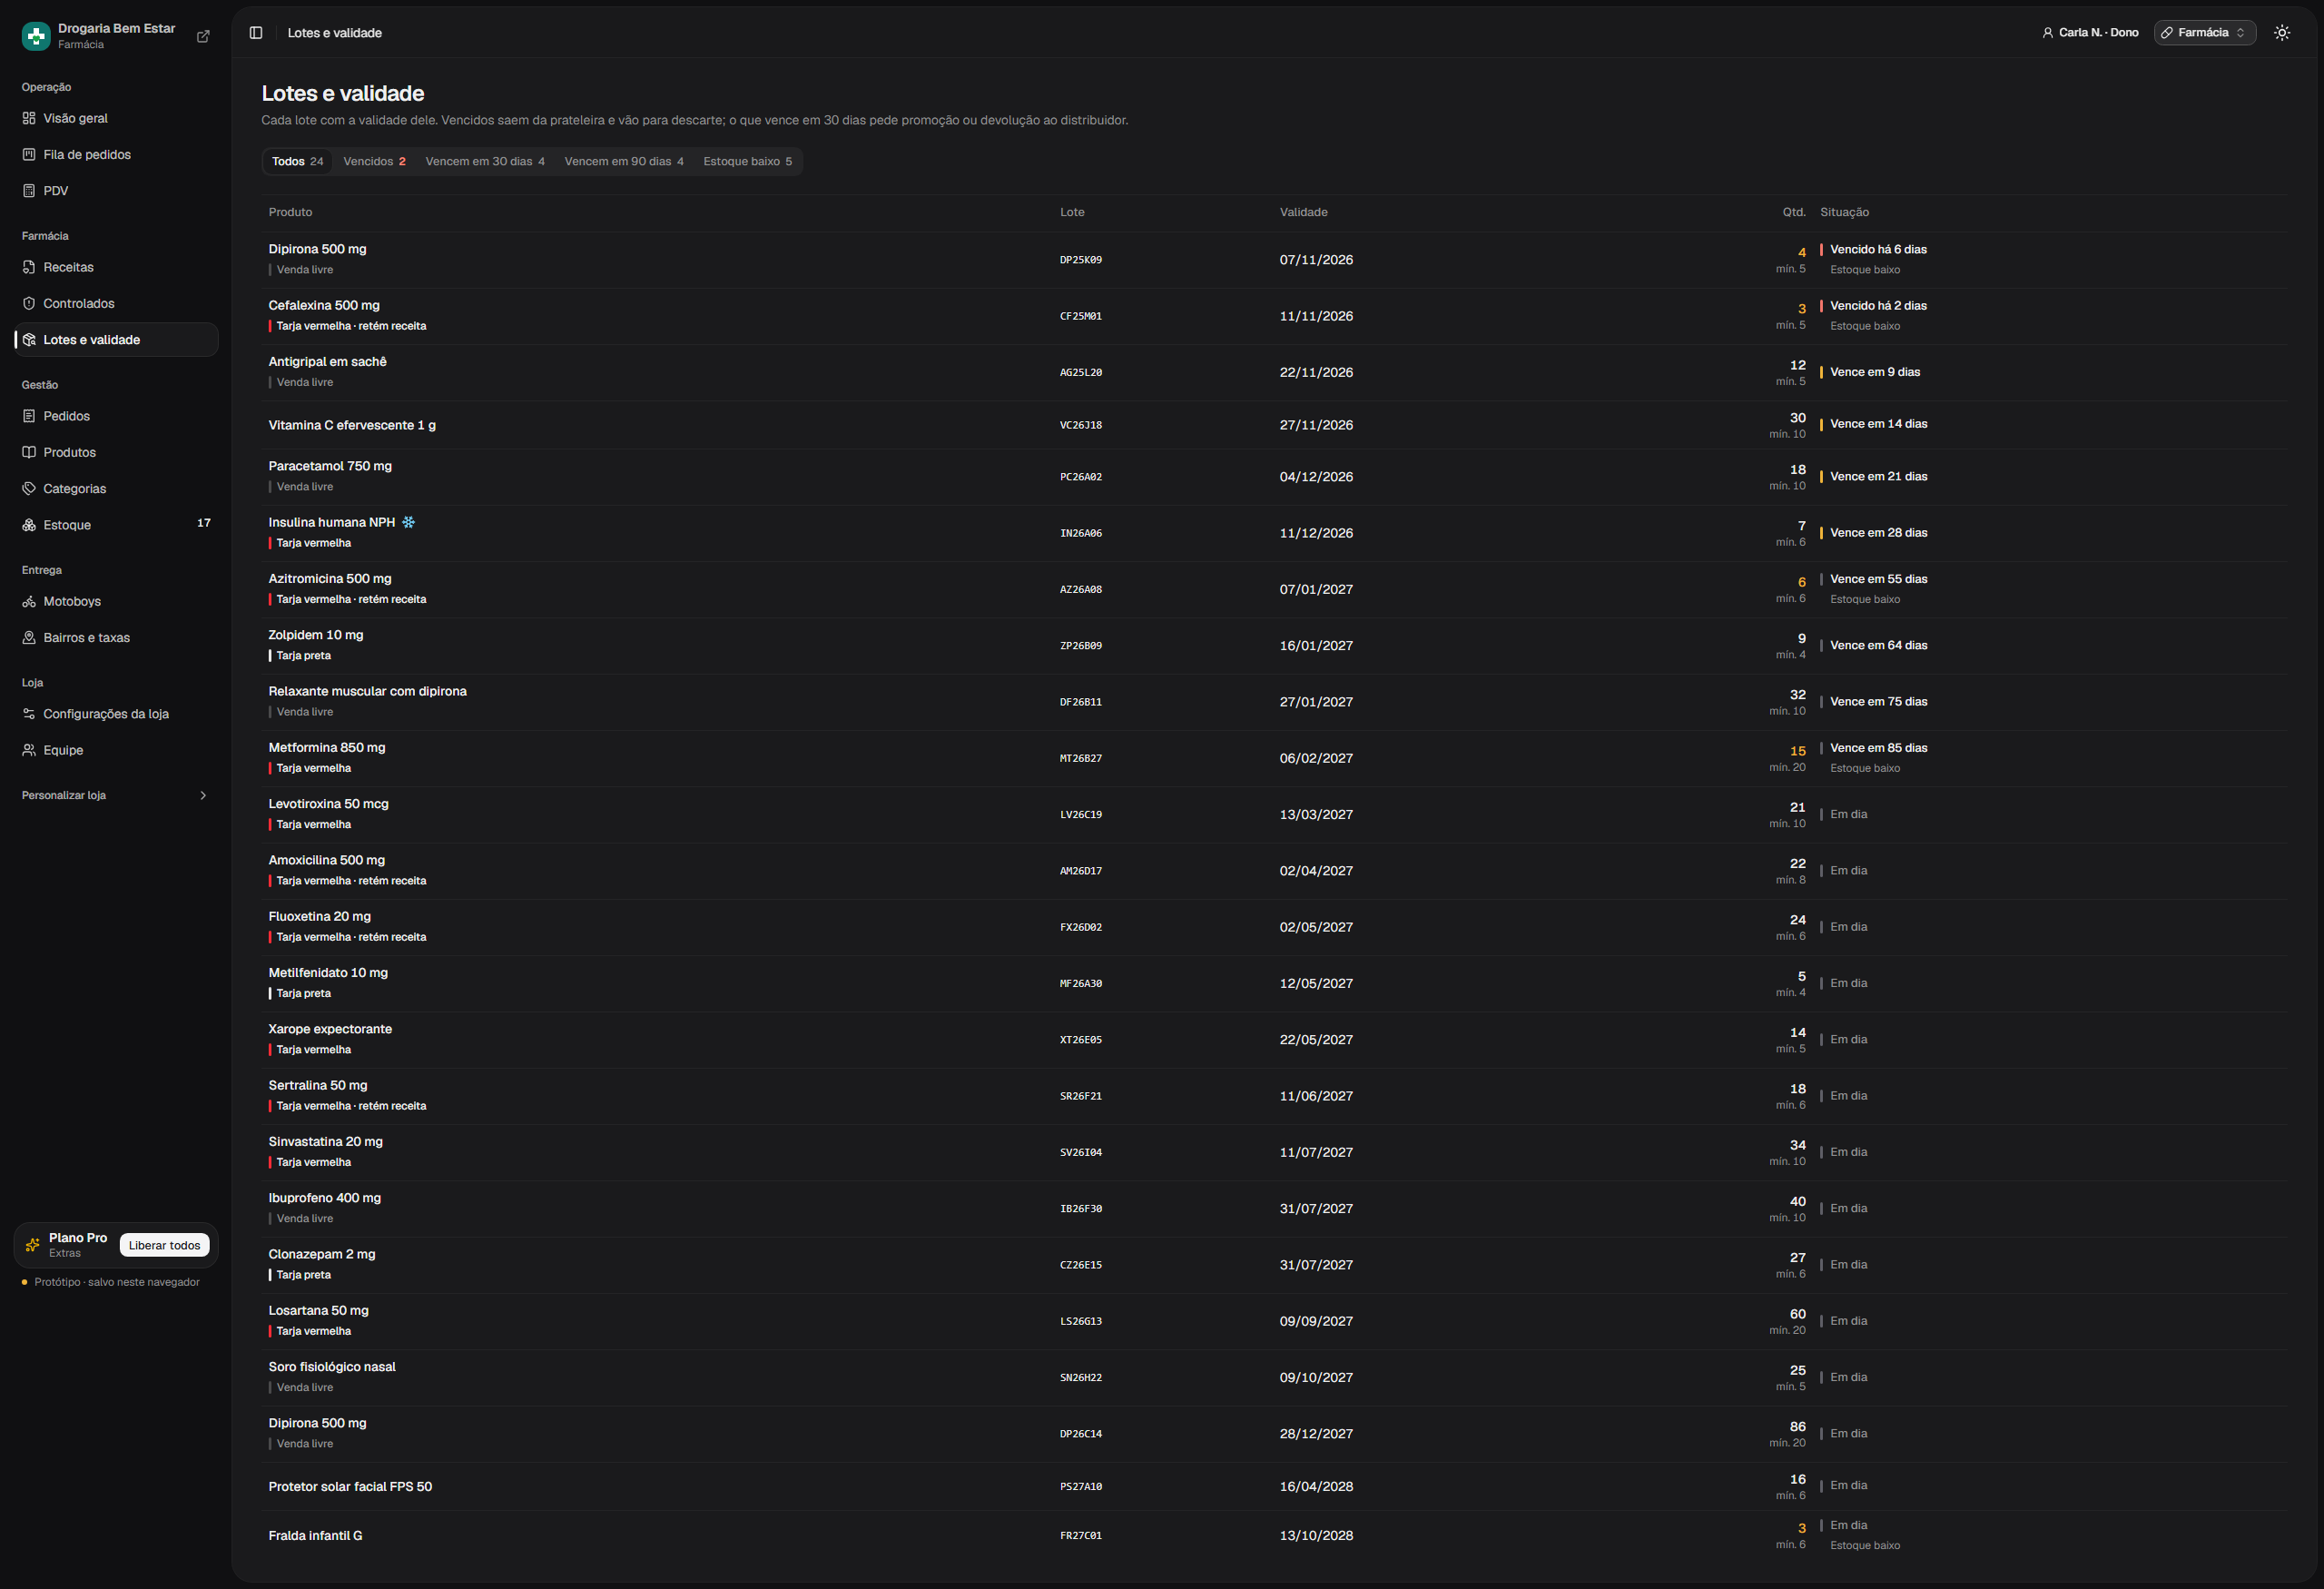 Drogaria Bem Estar
Farmácia
Operação
Visão geral
Fila de pedidos
PDV
Farmácia
Receitas
Controlados
Lotes e validade
Gestão
Pedidos
Produtos
Categorias
Estoque 17
Entrega
Motoboys
Bairros e taxas
Loja
Configurações da loja
Equipe
Personalizar loja
Plano Pro
Extras
Liberar todos
Protótipo · salvo neste navegador
Lotes e validade
Carla N. · Dono
Farmácia
Lotes e validade
Cada lote com a validade dele. Vencidos saem da prateleira e vão para descarte; o que vence em 30 dias pede promoção ou devolução ao distribuidor.
Todos 24 Vencidos 2 Vencem em 30 dias 4 Vencem em 90 dias 4 Estoque baixo 5
Produto Lote Validade Qtd. Situação
Dipirona 500 mg
Venda livre
DP25K09 07/11/2026
4
mín. 5
Vencido há 6 dias
Estoque baixo
Cefalexina 500 mg
Tarja vermelha · retém receita
CF25M01 11/11/2026
3
mín. 5
Vencido há 2 dias
Estoque baixo
Antigripal em sachê
Venda livre
AG25L20 22/11/2026
12
mín. 5
Vence em 9 dias
Vitamina C efervescente 1 g
VC26J18 27/11/2026
30
mín. 10
Vence em 14 dias
Paracetamol 750 mg
Venda livre
PC26A02 04/12/2026
18
mín. 10
Vence em 21 dias
Insulina humana NPH
Tarja vermelha
IN26A06 11/12/2026
7
mín. 6
Vence em 28 dias
Azitromicina 500 mg
Tarja vermelha · retém receita
AZ26A08 07/01/2027
6
mín. 6
Vence em 55 dias
Estoque baixo
Zolpidem 10 mg
Tarja preta
ZP26B09 16/01/2027
9
mín. 4
Vence em 64 dias
Relaxante muscular com dipirona
Venda livre
DF26B11 27/01/2027
32
mín. 10
Vence em 75 dias
Metformina 850 mg
Tarja vermelha
MT26B27 06/02/2027
15
mín. 20
Vence em 85 dias
Estoque baixo
Levotiroxina 50 mcg
Tarja vermelha
LV26C19 13/03/2027
21
mín. 10
Em dia
Amoxicilina 500 mg
Tarja vermelha · retém receita
AM26D17 02/04/2027
22
mín. 8
Em dia
Fluoxetina 20 mg
Tarja vermelha · retém receita
FX26D02 02/05/2027
24
mín. 6
Em dia
Metilfenidato 10 mg
Tarja preta
MF26A30 12/05/2027
5
mín. 4
Em dia
Xarope expectorante
Tarja vermelha
XT26E05 22/05/2027
14
mín. 5
Em dia
Sertralina 50 mg
Tarja vermelha · retém receita
SR26F21 11/06/2027
18
mín. 6
Em dia
Sinvastatina 20 mg
Tarja vermelha
SV26I04 11/07/2027
34
mín. 10
Em dia
Ibuprofeno 400 mg
Venda livre
IB26F30 31/07/2027
40
mín. 10
Em dia
Clonazepam 2 mg
Tarja preta
CZ26E15 31/07/2027
27
mín. 6
Em dia
Losartana 50 mg
Tarja vermelha
LS26G13 09/09/2027
60
mín. 20
Em dia
Soro fisiológico nasal
Venda livre
SN26H22 09/10/2027
25
mín. 5
Em dia
Dipirona 500 mg
Venda livre
DP26C14 28/12/2027
86
mín. 20
Em dia
Protetor solar facial FPS 50
PS27A10 16/04/2028
16
mín. 6
Em dia
Fralda infantil G
FR27C01 13/10/2028
3
mín. 6
Em dia
Estoque baixo